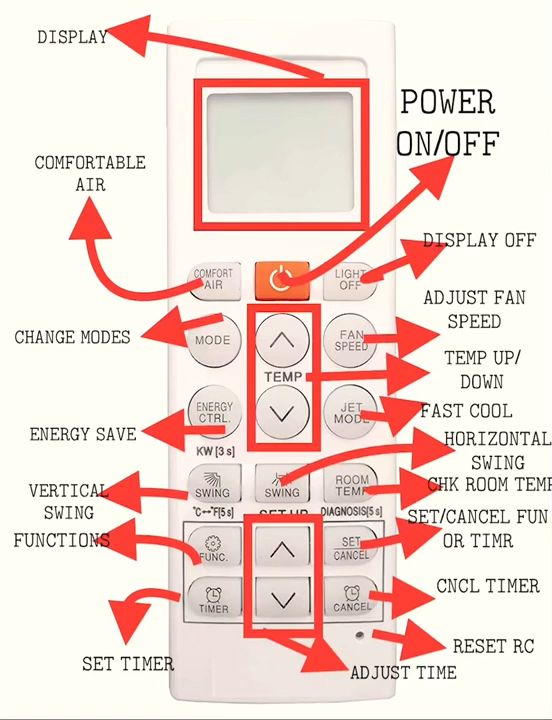 DISPLAY
POWER
ON/OFF
COMFORTABLE
AIR
DISPLAY OFF
COMFORT
AIR
LIGHT
OFF
ADJUST FAN
SPEED
CHANGE MODES
MODE
FAN
SPEED
TEMP
TEMP UP/
DOWN
ENERGY
CTRL.
JET
MODE
FAST COOL
ENERGY SAVE
KW [3 s]
HORIZONTAL
SWING
SWING
SWING
ROOM
TEMP
CHK ROOM TEMP
VERTICAL
SWING
°C↔°F[5 s]
SET UP
DIAGNOSIS[5 s]
SET/CANCEL FUN
OR TIMR
FUNCTIONS
FUNC.
SET
CANCEL
CNCL TIMER
TIMER
CANCEL
RESET RC
SET TIMER
ADJUST TIME